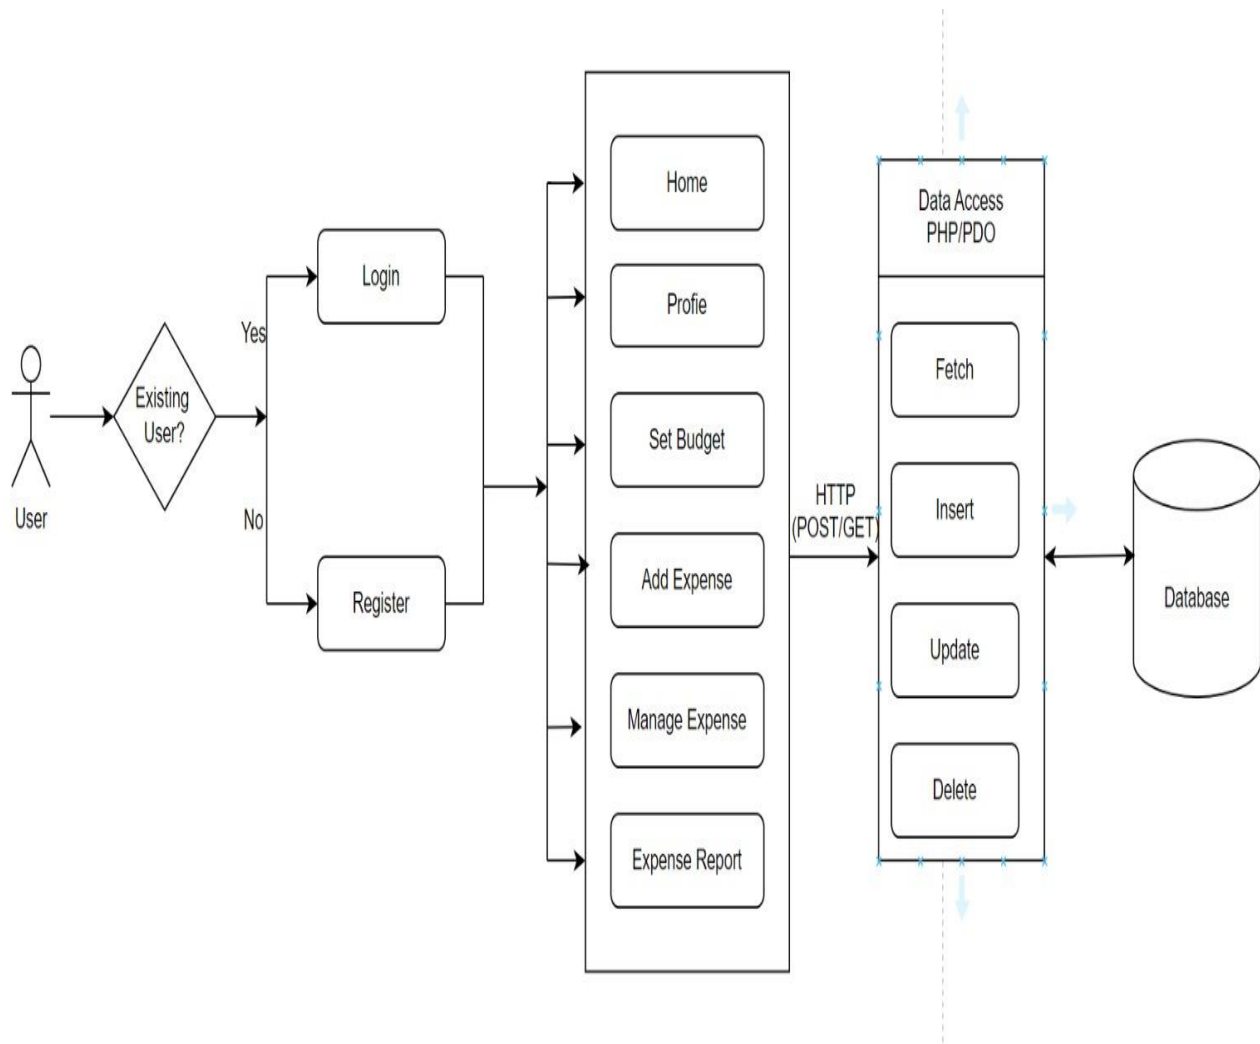 User
Existing
User?
Yes
No
Login
Register
Home
Profie
Set Budget
Add Expense
Manage Expense
Expense Report
HTTP
(POST/GET)
Data Access
PHP/PDO
Fetch
Insert
Update
Delete
Database